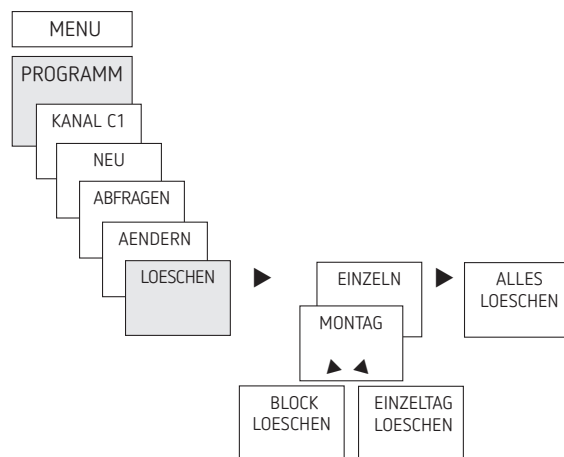 MENU
PROGRAMM
KANAL C1
NEU
ABFRAGEN
AENDERN
LOESCHEN
EINZELN
ALLES
LOESCHEN
MONTAG
BLOCK
LOESCHEN
EINZELTAG
LOESCHEN